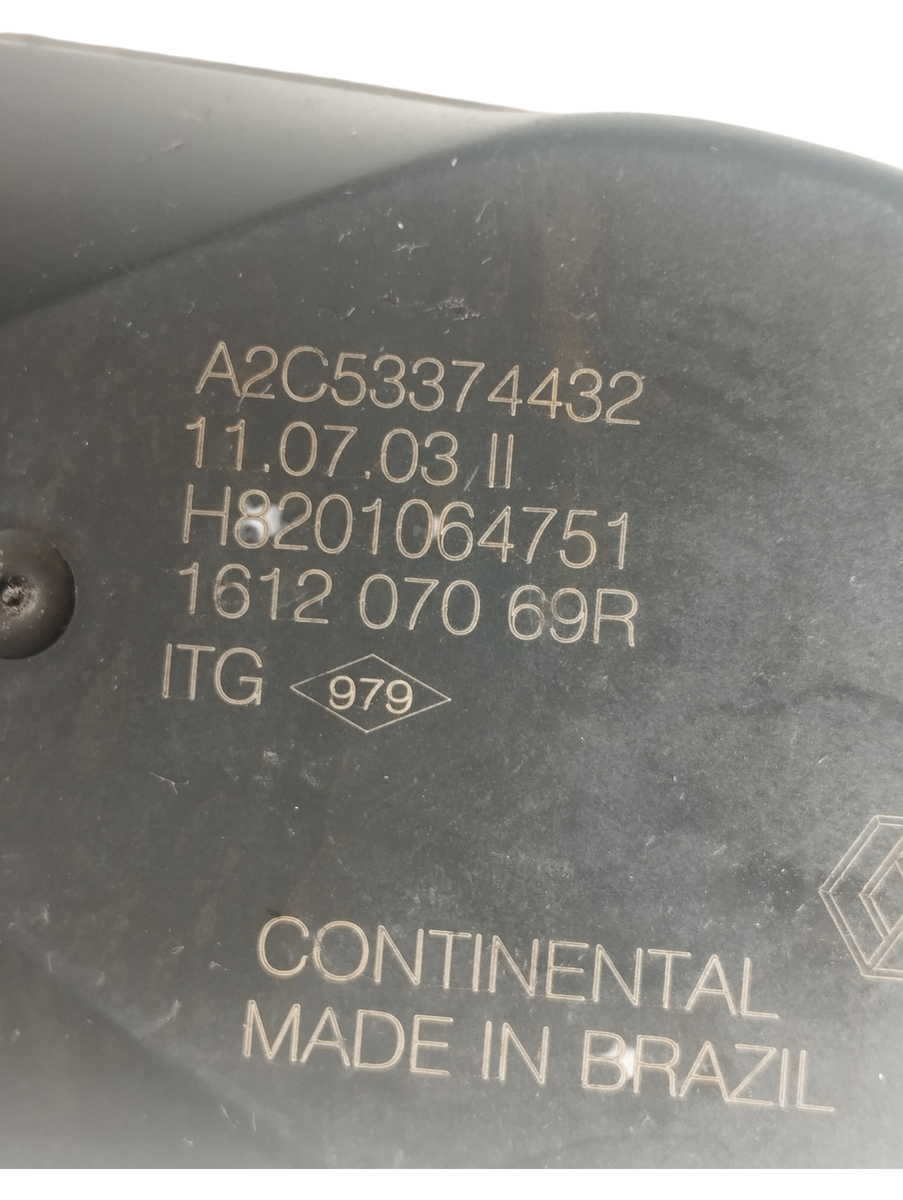 A2C53374432
11.07.03 II
H8201064751
1612 070 69R
ITG 979
CONTINENTAL
MADE IN BRAZIL